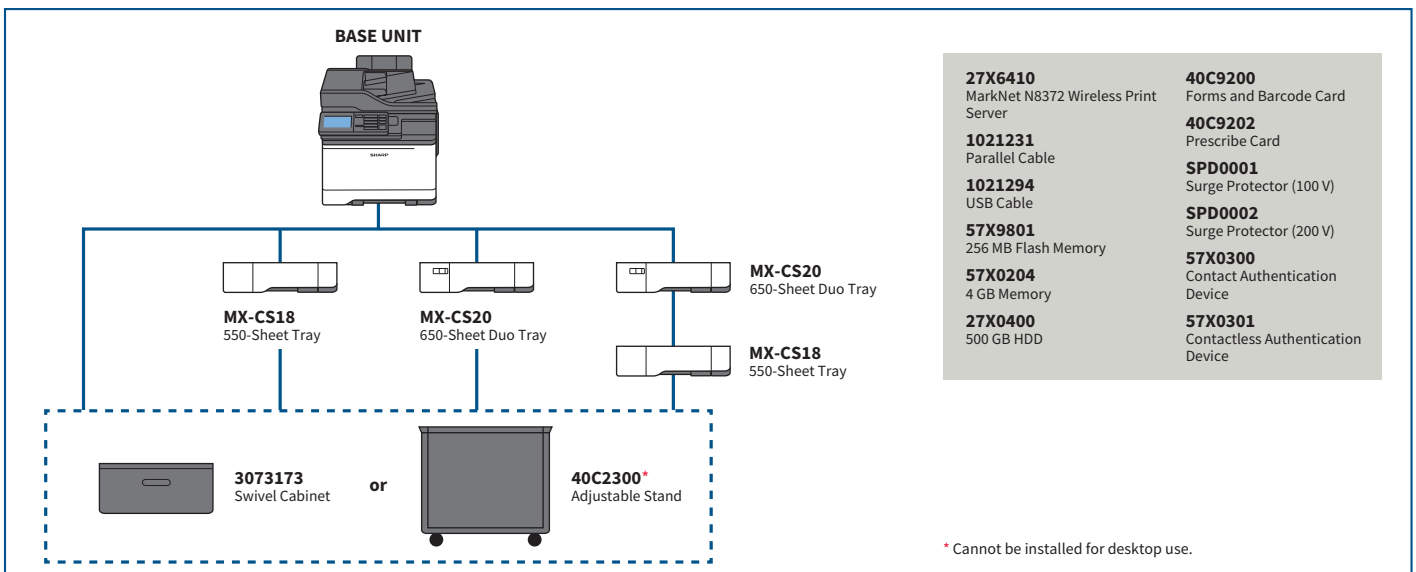 BASE UNIT
SHARP
MX-CS18
550-Sheet Tray
MX-CS20
650-Sheet Duo Tray
MX-CS20
650-Sheet Duo Tray
MX-CS18
550-Sheet Tray
3073173
Swivel Cabinet
or
40C2300*
Adjustable Stand
27X6410
MarkNet N8372 Wireless Print
Server
1021231
Parallel Cable
1021294
USB Cable
57X9801
256 MB Flash Memory
57X0204
4 GB Memory
27X0400
500 GB HDD
40C9200
Forms and Barcode Card
40C9202
Prescribe Card
SPD0001
Surge Protector (100 V)
SPD0002
Surge Protector (200 V)
57X0300
Contact Authentication
Device
57X0301
Contactless Authentication
Device
* Cannot be installed for desktop use.